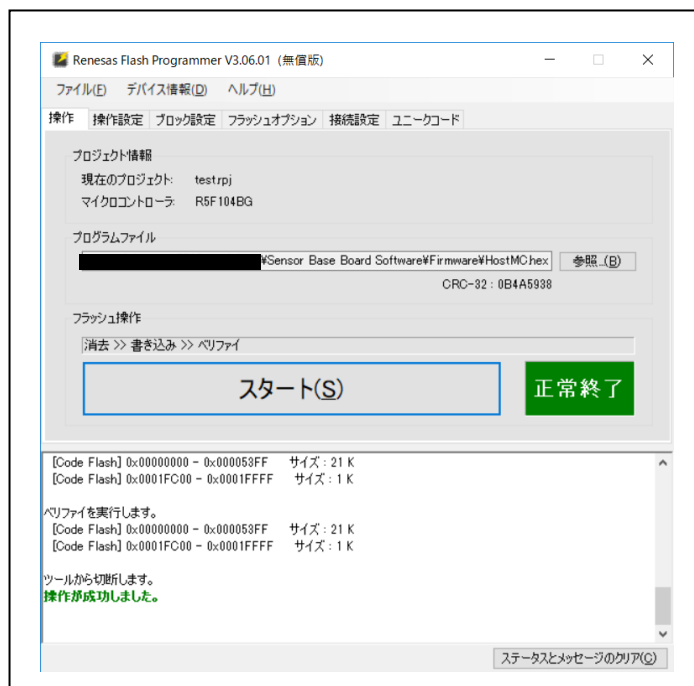 Renesas Flash Programmer V3.06.01 (無償版)
ファイル(F) デバイス情報(D) ヘルプ(H)
操作 操作設定 ブロック設定 フラッシュオプション 接続設定 ユニークコード
プロジェクト情報
現在のプロジェクト: test.rpj
マイクロコントローラ: R5F104BG
プログラムファイル
¥Sensor Base Board Software¥Firmware¥HostMC.hex 参照...(B)
CRC-32 : 0B4A5938
フラッシュ操作
消去 >> 書き込み >> ベリファイ
スタート(S) 正常終了
[Code Flash] 0x00000000 - 0x000053FF サイズ : 21 K
[Code Flash] 0x0001FC00 - 0x0001FFFF サイズ : 1 K
ベリファイを実行します。
[Code Flash] 0x00000000 - 0x000053FF サイズ : 21 K
[Code Flash] 0x0001FC00 - 0x0001FFFF サイズ : 1 K
ツールから切断します。
操作が成功しました。
ステータスとメッセージのクリア(C)